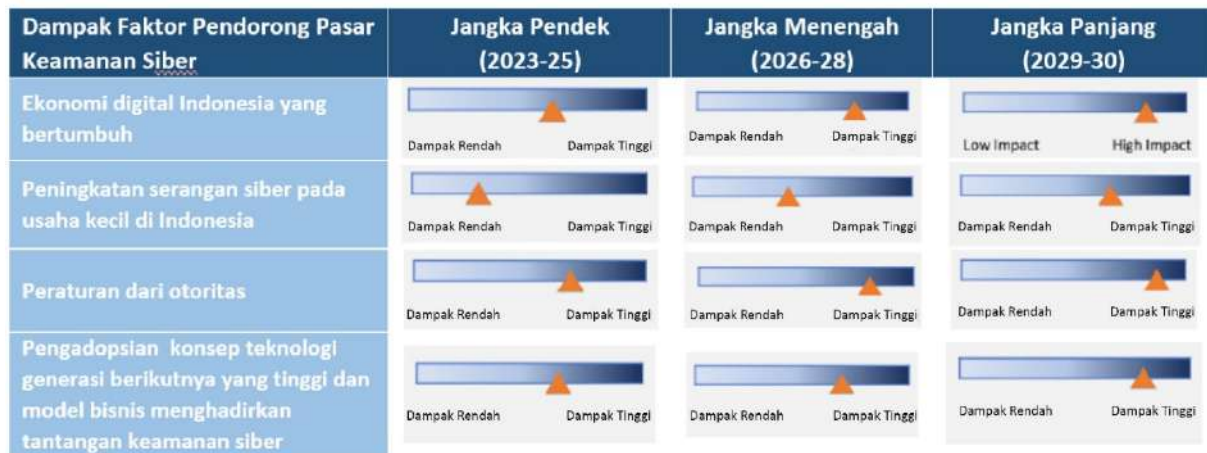 Dampak Faktor Pendorong Pasar
Keamanan Siber
Jangka Pendek
(2023-25)
Jangka Menengah
(2026-28)
Jangka Panjang
(2029-30)
Ekonomi digital Indonesia yang
bertumbuh
Dampak Rendah Dampak Tinggi
Dampak Rendah Dampak Tinggi
Low Impact High Impact
Peningkatan serangan siber pada
usaha kecil di Indonesia
Dampak Rendah Dampak Tinggi
Dampak Rendah Dampak Tinggi
Dampak Rendah Dampak Tinggi
Peraturan dari otoritas
Dampak Rendah Dampak Tinggi
Dampak Rendah Dampak Tinggi
Dampak Rendah Dampak Tinggi
Pengadopsian konsep teknologi
generasi berikutnya yang tinggi dan
model bisnis menghadirkan
tantangan keamanan siber
Dampak Rendah Dampak Tinggi
Dampak Rendah Dampak Tinggi
Dampak Rendah Dampak Tinggi